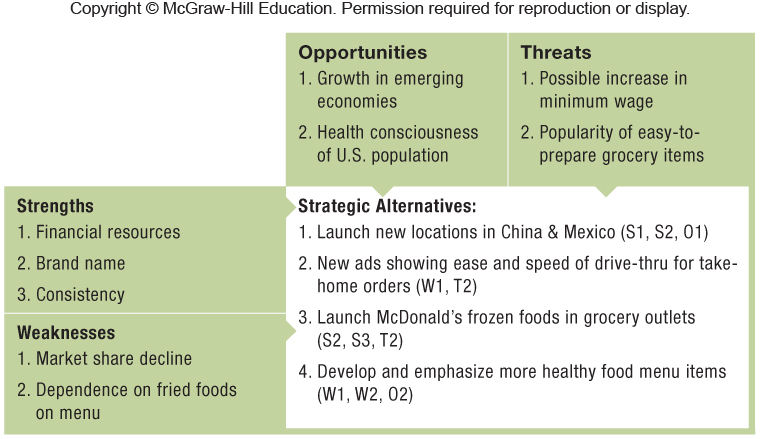 Copyright © McGraw-Hill Education. Permission required for reproduction or display.
Opportunities
1. Growth in emerging
economies
2. Health consciousness
of U.S. population
Threats
1. Possible increase in
minimum wage
2. Popularity of easy-to-
prepare grocery items
Strengths
1. Financial resources
2. Brand name
3. Consistency
Weaknesses
1. Market share decline
2. Dependence on fried foods
on menu
Strategic Alternatives:
1. Launch new locations in China & Mexico (S1, S2, O1)
2. New ads showing ease and speed of drive-thru for take-
home orders (W1, T2)
3. Launch McDonald’s frozen foods in grocery outlets
(S2, S3, T2)
4. Develop and emphasize more healthy food menu items
(W1, W2, O2)